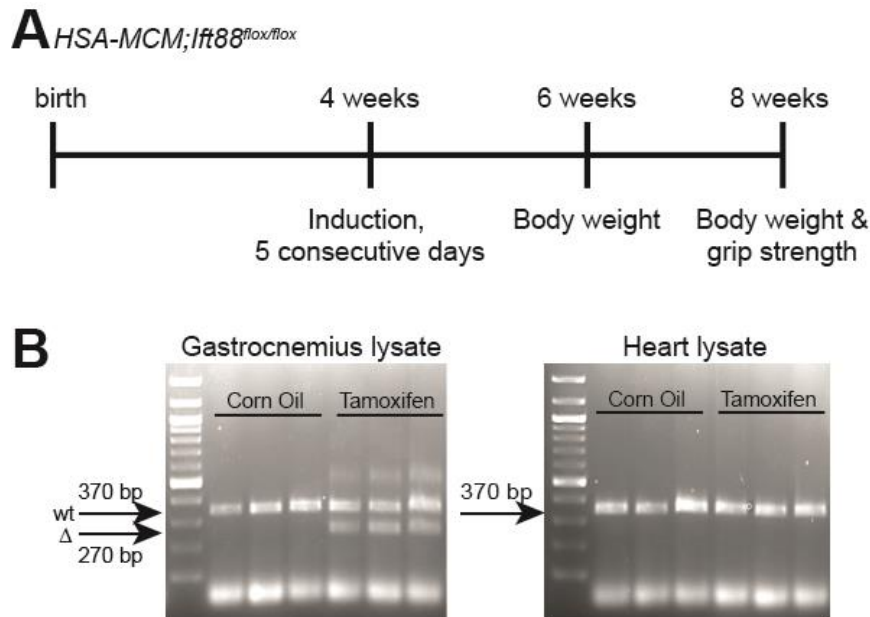 A HSA-MCM;Ift88flox/flox
birth 4 weeks 6 weeks 8 weeks
Induction, Body weight Body weight &
5 consecutive days grip strength
B Gastrocnemius lysate Heart lysate
Corn Oil Tamoxifen Corn Oil Tamoxifen
370 bp 370 bp
wt
Δ
270 bp